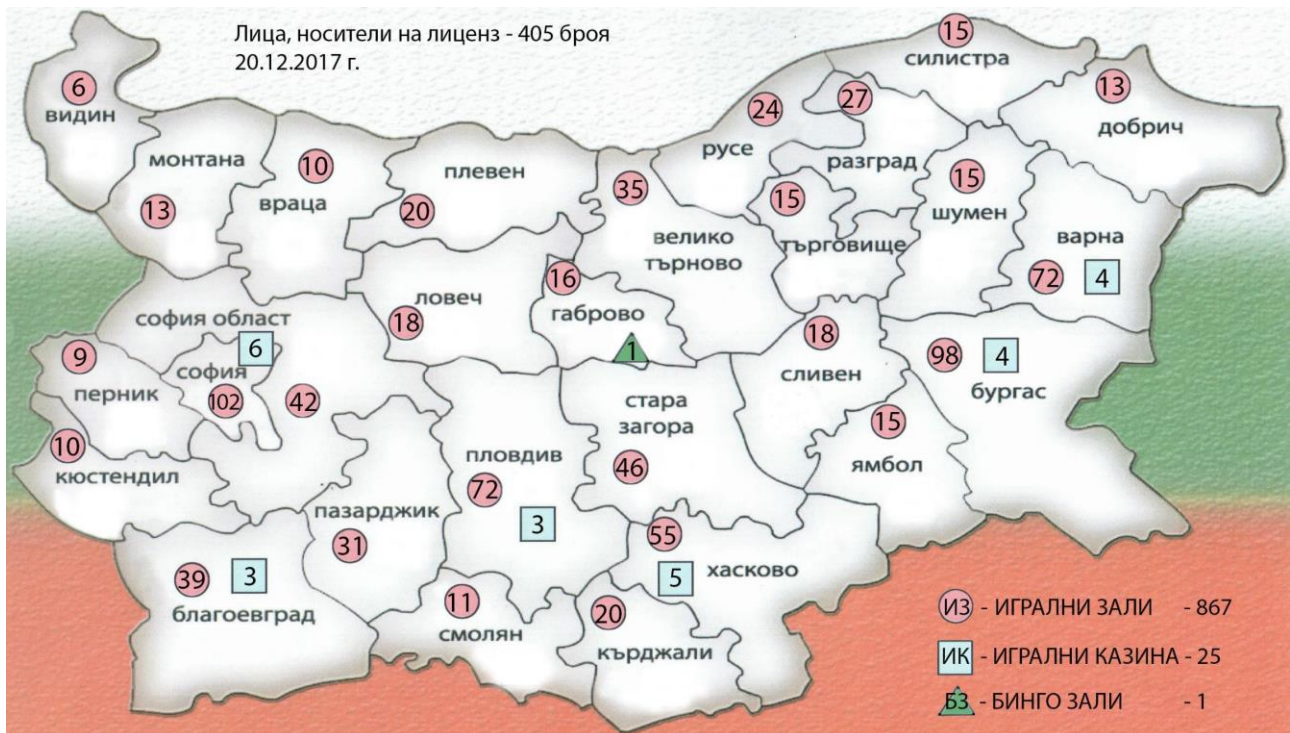 Лица, носители на лиценз - 405 броя
20.12.2017 г.
15
силистра
6
видин
13
добрич
24
русе
27
разград
монтана
13
10
враца
плевен
20
35
велико
търново
15
търговище
15
шумен
варна
72
4
16
габрово
1
ловеч
18
софия област
6
софия
102
42
9
перник
10
кюстендил
18
сливен
98
4
бургас
стара
загора
46
15
ямбол
пловдив
72
3
пазарджик
31
55
5
хасково
39
3
благоевград
11
смолян
20
кърджали
ИЗ - ИГРАЛНИ ЗАЛИ - 867
ИК - ИГРАЛНИ КАЗИНА - 25
БЗ - БИНГО ЗАЛИ - 1